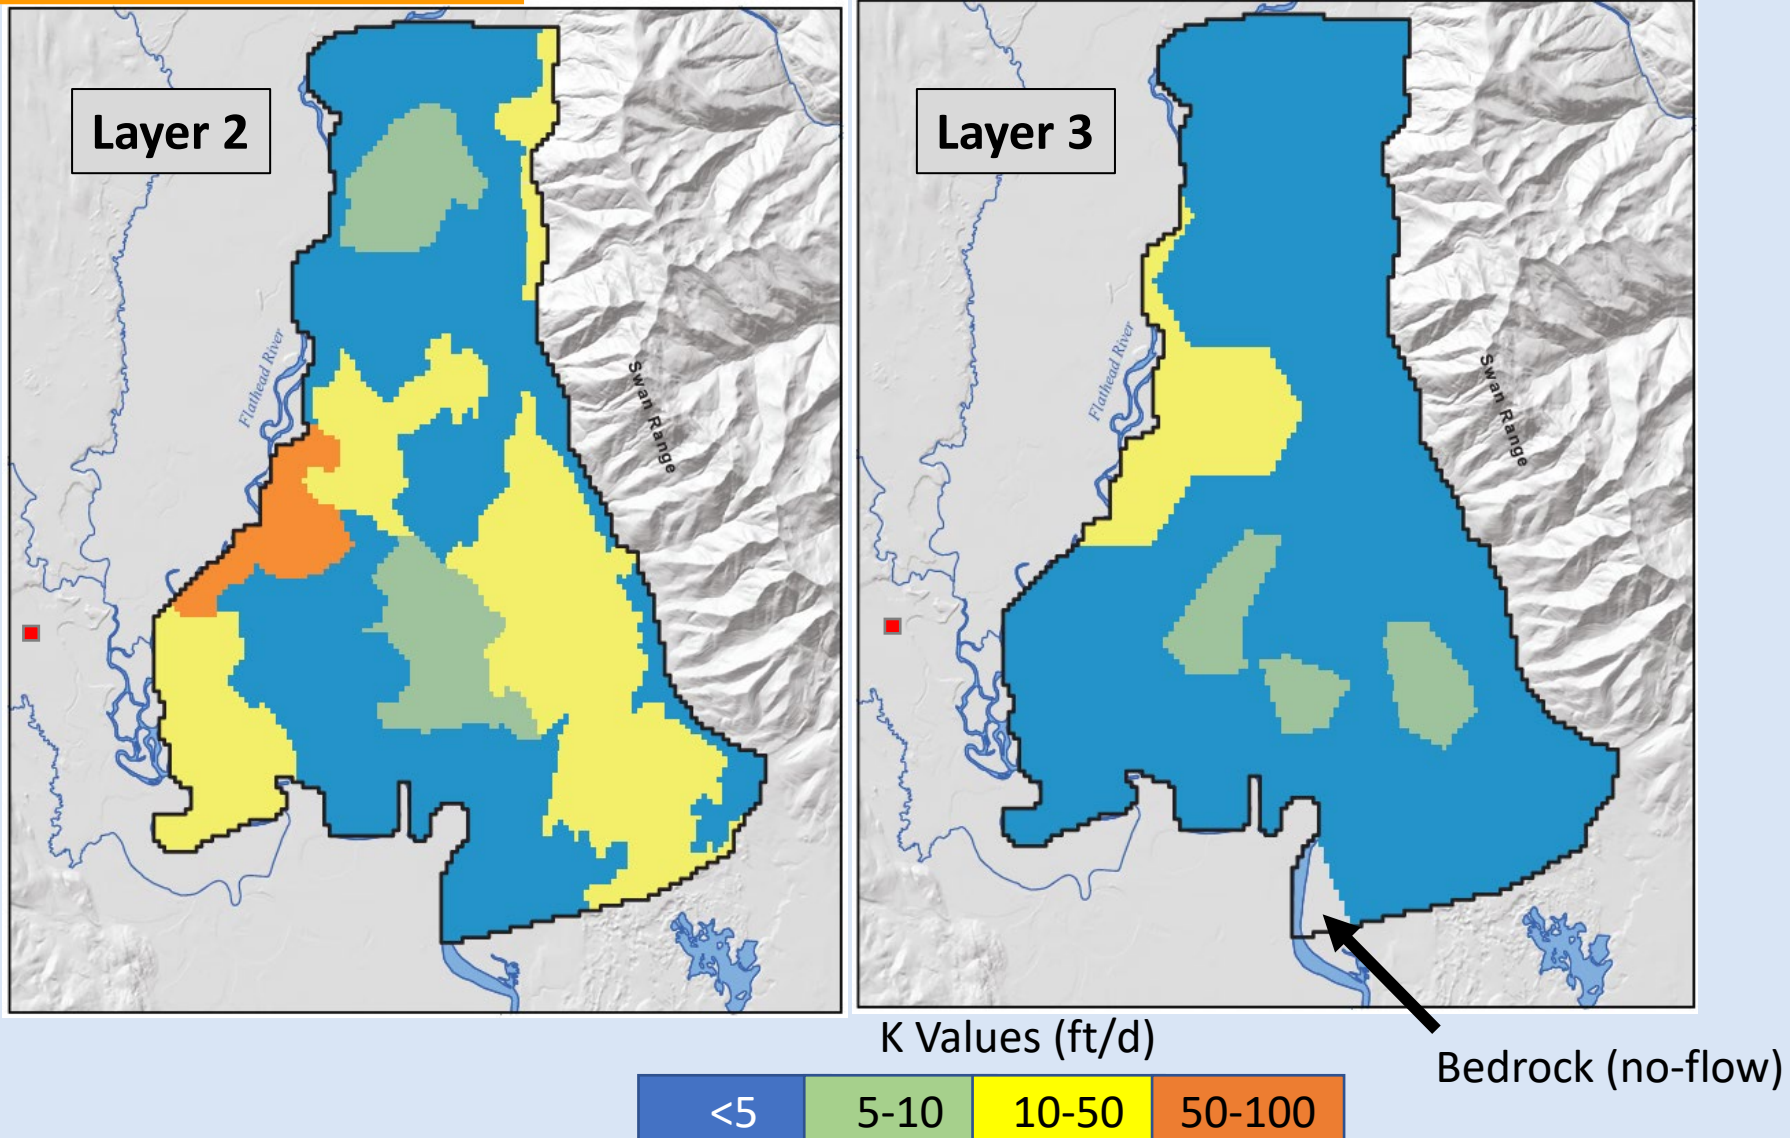 Layer 2
Layer 3
Flathead River
Swan Range
Flathead River
Swan Range
K Values (ft/d)
Bedrock (no-flow)
<5 5-10 10-50 50-100